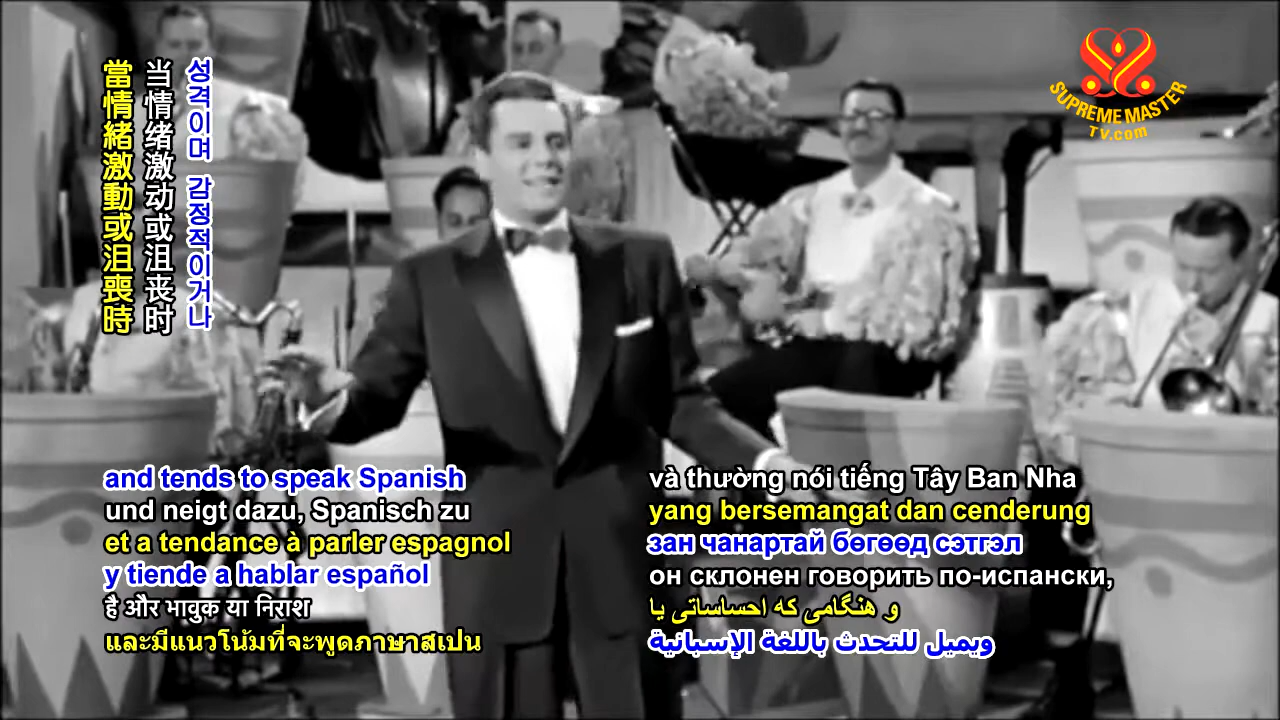 當情緒激動或沮喪時
当情绪激动或沮丧时
성격이며 감정적이거나
SUPREME MASTER
TV.com
and tends to speak Spanish
und neigt dazu, Spanisch zu
et a tendance à parler espagnol
y tiende a hablar español
है और भावुक या निराश
และมีแนวโน้มที่จะพูดภาษาสเปน
và thường nói tiếng Tây Ban Nha
yang bersemangat dan cenderung
зан чанартай бөгөөд сэтгэл
он склонен говорить по-испански,
و هنگامی که احساساتی یا
ويميل للتحدث باللغة الإسبانية